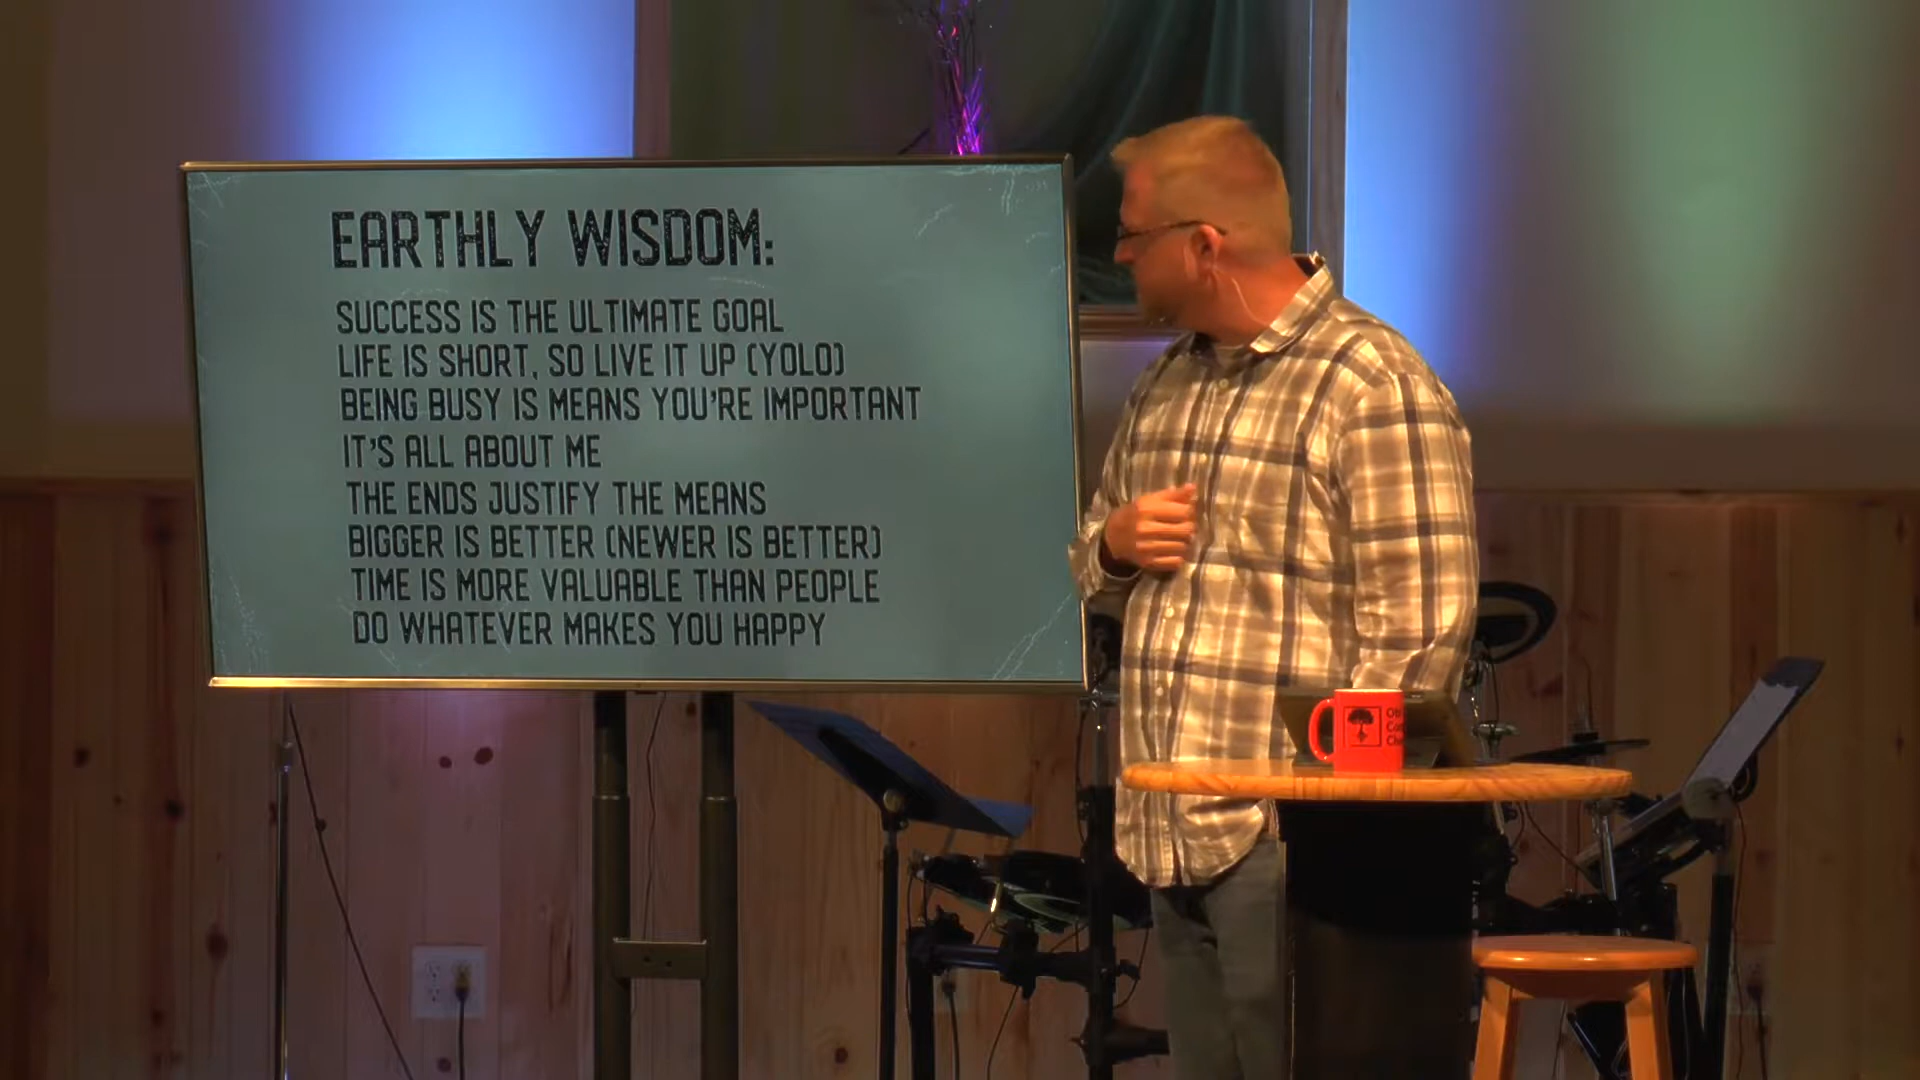 EARTHLY WISDOM:
SUCCESS IS THE ULTIMATE GOAL
LIFE IS SHORT, SO LIVE IT UP (YOLO)
BEING BUSY IS MEANS YOU'RE IMPORTANT
IT'S ALL ABOUT ME
THE ENDS JUSTIFY THE MEANS
BIGGER IS BETTER (NEWER IS BETTER)
TIME IS MORE VALUABLE THAN PEOPLE
DO WHATEVER MAKES YOU HAPPY